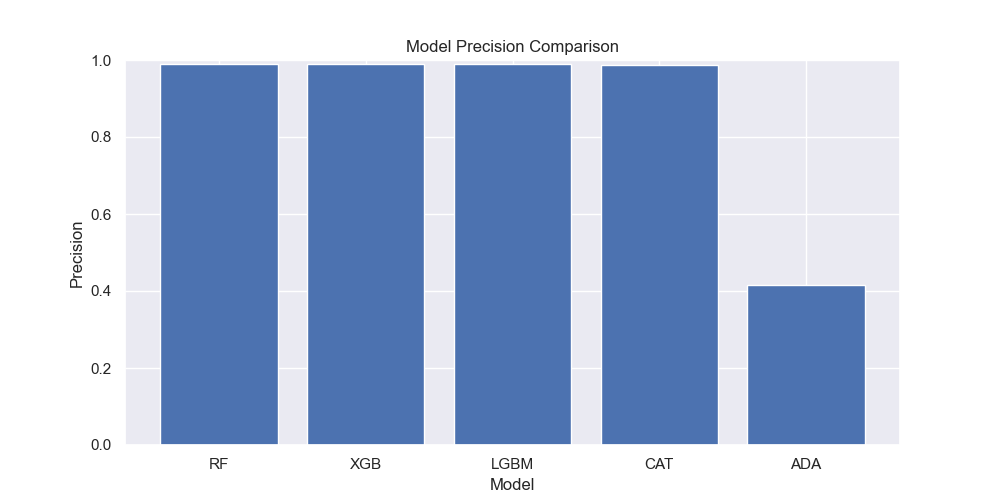 Model Precision Comparison
1.0
0.8
0.6
0.4
0.2
0.0
Precision
RF XGB LGBM CAT ADA
Model